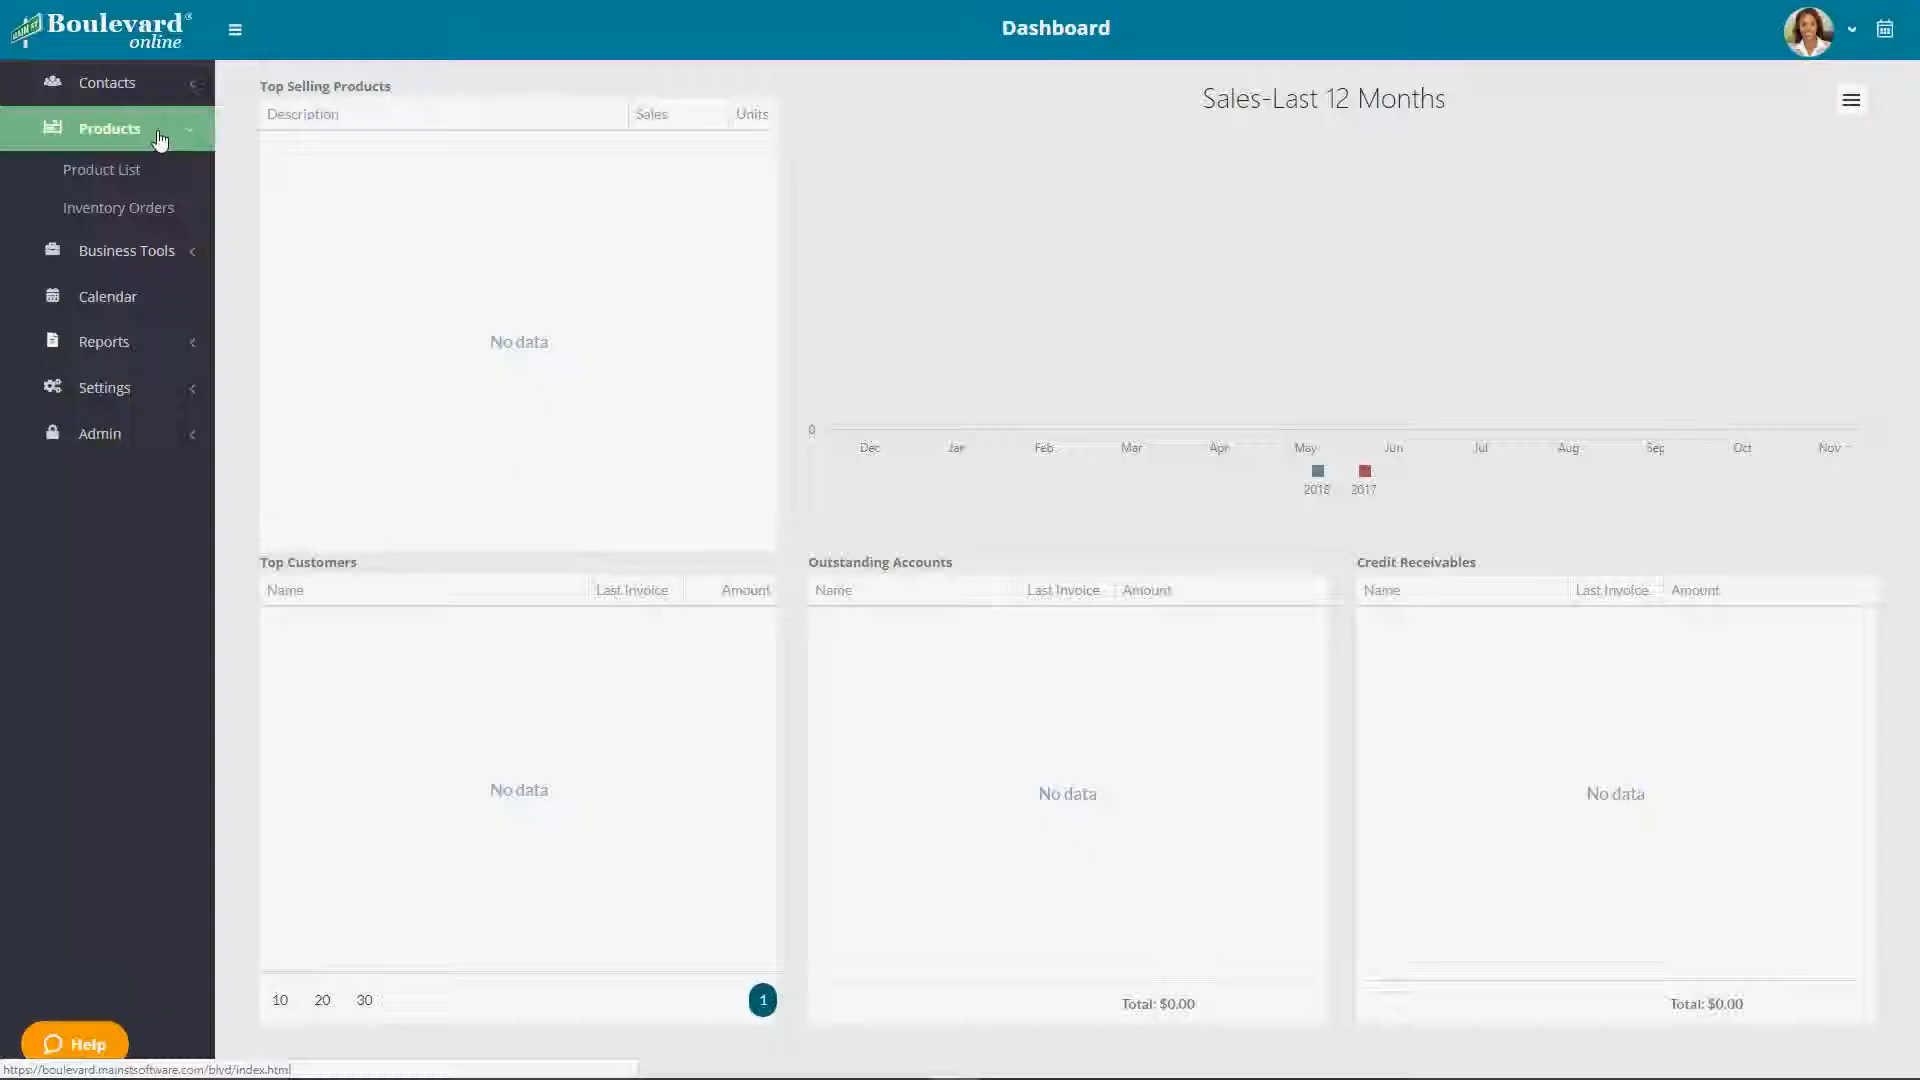 MAIN ST
Boulevard®
online
Dashboard
Contacts
Products
Product List
Inventory Orders
Business Tools
Calendar
Reports
Settings
Admin
Help
Top Selling Products
Description Sales Units
No data
Sales-Last 12 Months
0
Dec Jan Feb Mar Apr May Jun Jul Aug Sep Oct Nov
2018 2017
Top Customers
Name Last Invoice Amount
No data
10 20 30 1
Outstanding Accounts
Name Last Invoice Amount
No data
Total: $0.00
Credit Receivables
Name Last Invoice Amount
No data
Total: $0.00
https://boulevard.mainstsoftware.com/blvd/index.html